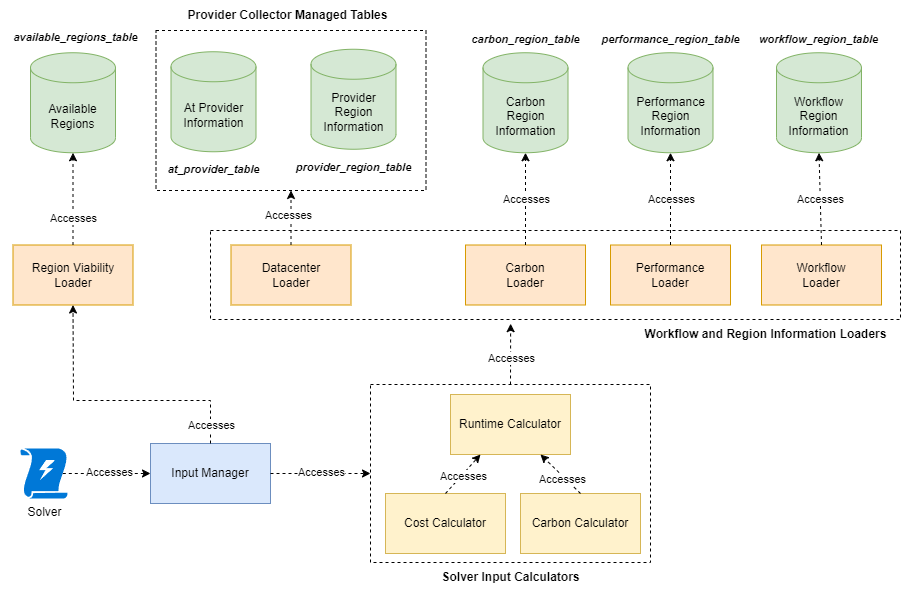 Provider Collector Managed Tables
available_regions_table
carbon_region_table
performance_region_table
workflow_region_table
Available
Regions
At Provider
Information
Provider
Region
Information
Carbon
Region
Information
Performance
Region
Information
Workflow
Region
Information
at_provider_table
provider_region_table
Accesses
Accesses
Accesses
Accesses
Accesses
Region Viability
Loader
Datacenter
Loader
Carbon
Loader
Performance
Loader
Workflow
Loader
Workflow and Region Information Loaders
Accesses
Runtime Calculator
Accesses
Solver
Accesses
Input Manager
Accesses
Accesses
Accesses
Cost Calculator
Carbon Calculator
Solver Input Calculators